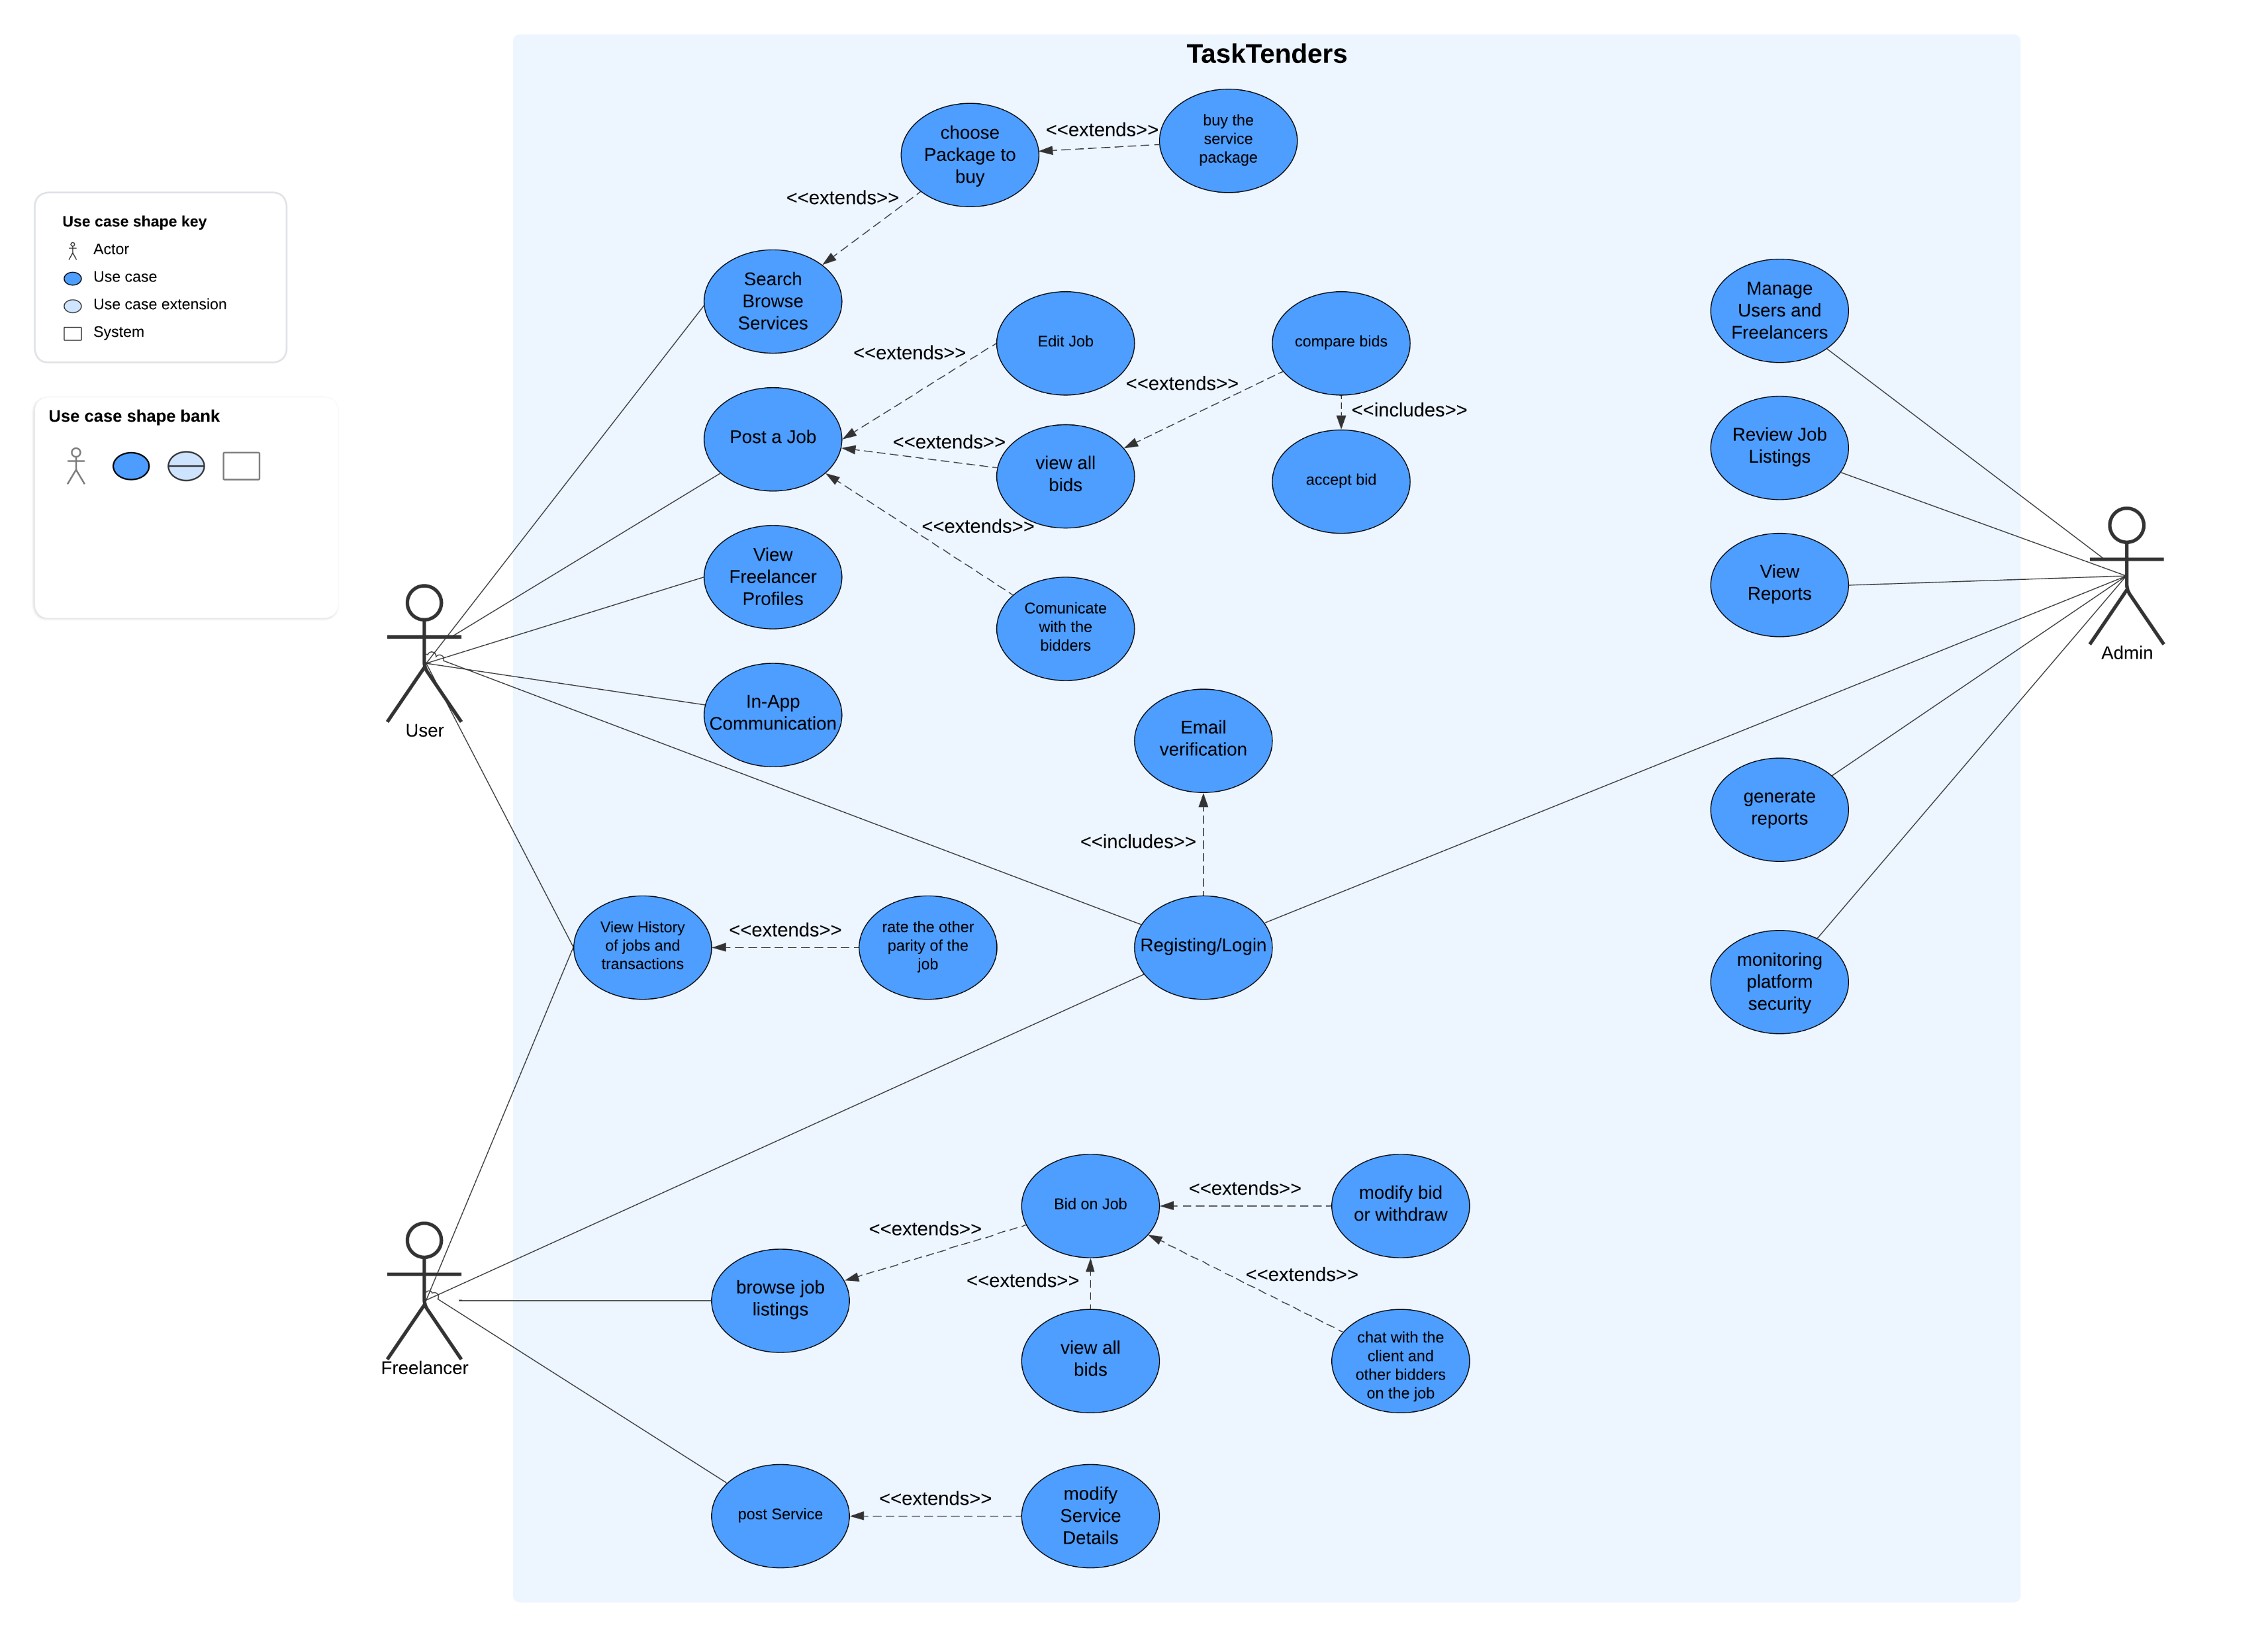 TaskTenders
Use case shape key
Actor
Use case
Use case extension
System
Use case shape bank
choose
Package to
buy
<<extends>>
buy the
service
package
<<extends>>
Search
Browse
Services
<<extends>>
Edit Job
compare bids
<<extends>>
<<includes>>
Post a Job
<<extends>>
view all
bids
accept bid
<<extends>>
View
Freelancer
Profiles
Comunicate
with the
bidders
In-App
Communication
User
Email
verification
<<includes>>
View History
of jobs and
transactions
<<extends>>
rate the other
parity of the
job
Registing/Login
Manage
Users and
Freelancers
Review Job
Listings
View
Reports
Admin
generate
reports
monitoring
platform
security
Bid on Job
<<extends>>
modify bid
or withdraw
<<extends>>
<<extends>>
<<extends>>
browse job
listings
Freelancer
view all
bids
chat with the
client and
other bidders
on the job
post Service
<<extends>>
modify
Service
Details